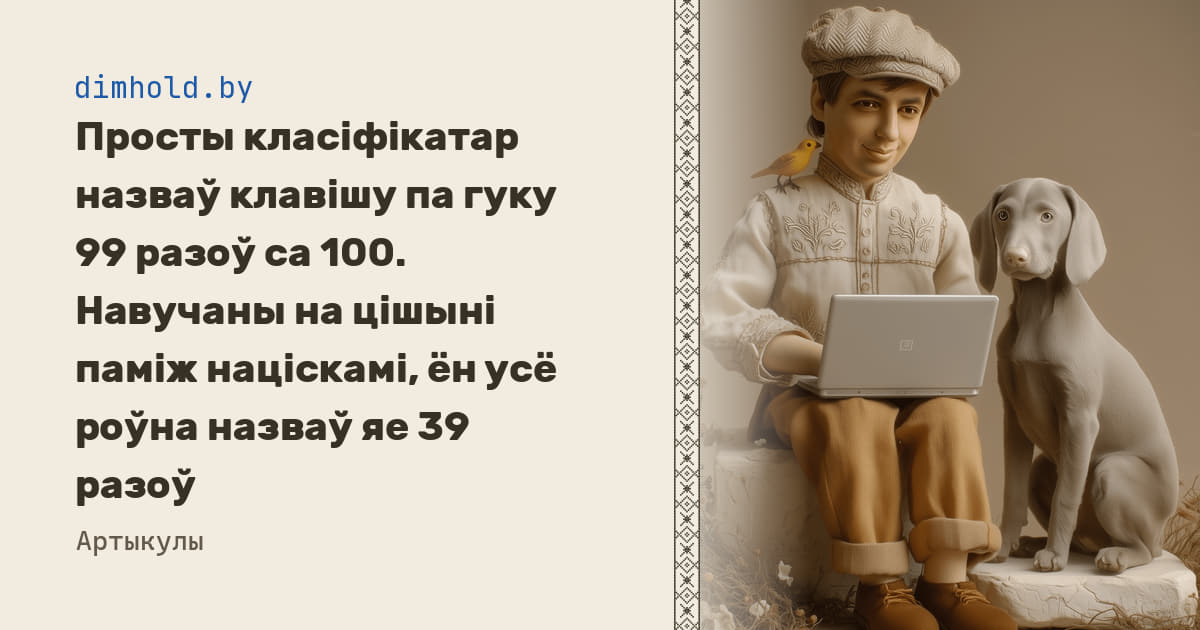 dimhold.by
Просты класіфікатар
назваў клавішу па гуку
99 разоў са 100.
Навучаны на цішыні
паміж націскамі, ён усё
роўна назваў яе 39
разоў
Артыкулы